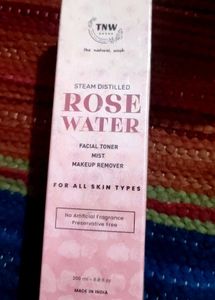 TNW
The natural wash
STEAM DISTILLED
ROSE
WATER
FACIAL TONER
MIST
MAKEUP REMOVER
FOR ALL SKIN TYPES
No Artificial Fragrance
Preservative Free
MADE IN INDIA